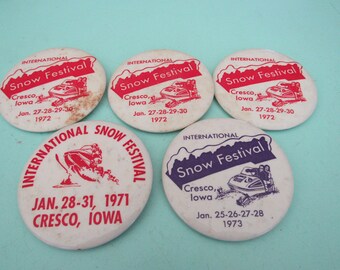 INTERNATIONAL
Snow Festival
Cresco,
Iowa
Jan. 27-28-29-30
1972
INTERNATIONAL
Snow Festival
Cresco,
Iowa
Jan. 27-28-29-30
1972
INTERNATIONAL
Snow Festival
Cresco,
Iowa
Jan. 27-28-29-30
1972
INTERNATIONAL SNOW FESTIVAL
JAN. 28-31, 1971
CRESCO, IOWA
INTERNATIONAL
Snow Festival
Cresco,
Iowa
Jan. 25-26-27-28
1973